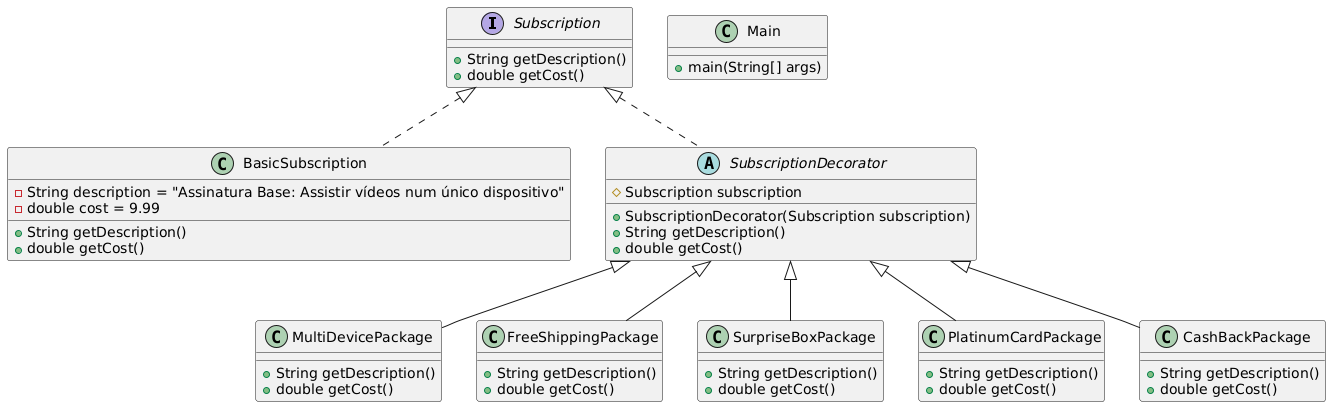 I Subscription
String getDescription()
double getCost()
C Main
main(String[] args)
C BasicSubscription
String description = "Assinatura Base: Assistir vídeos num único dispositivo"
double cost = 9.99
String getDescription()
double getCost()
A SubscriptionDecorator
Subscription subscription
SubscriptionDecorator(Subscription subscription)
String getDescription()
double getCost()
C MultiDevicePackage
String getDescription()
double getCost()
C FreeShippingPackage
String getDescription()
double getCost()
C SurpriseBoxPackage
String getDescription()
double getCost()
C PlatinumCardPackage
String getDescription()
double getCost()
C CashBackPackage
String getDescription()
double getCost()